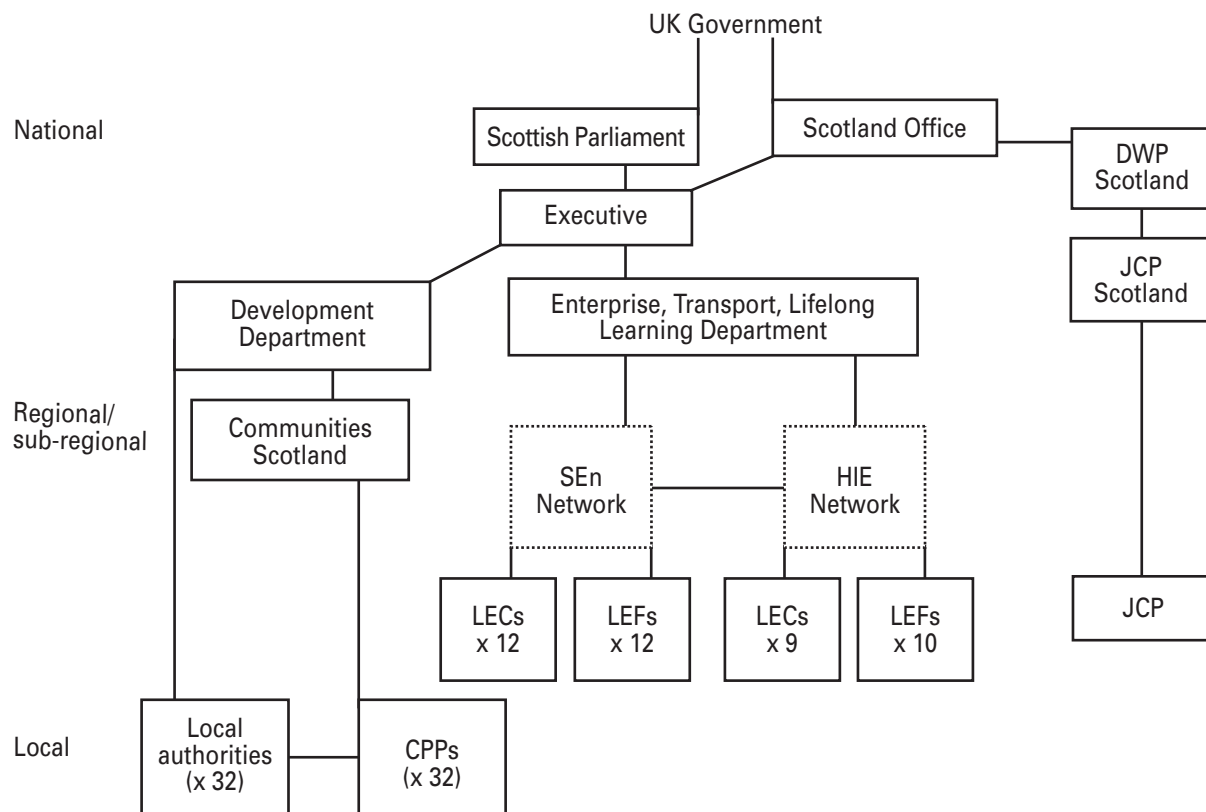 UK Government
National
Scottish Parliament
Scotland Office
DWP
Scotland
Executive
JCP
Scotland
Development
Department
Enterprise, Transport, Lifelong
Learning Department
Regional/
sub-regional
Communities
Scotland
SEn
Network
HIE
Network
LECs
x 12
LEFs
x 12
LECs
x 9
LEFs
x 10
JCP
Local
Local
authorities
(x 32)
CPPs
(x 32)